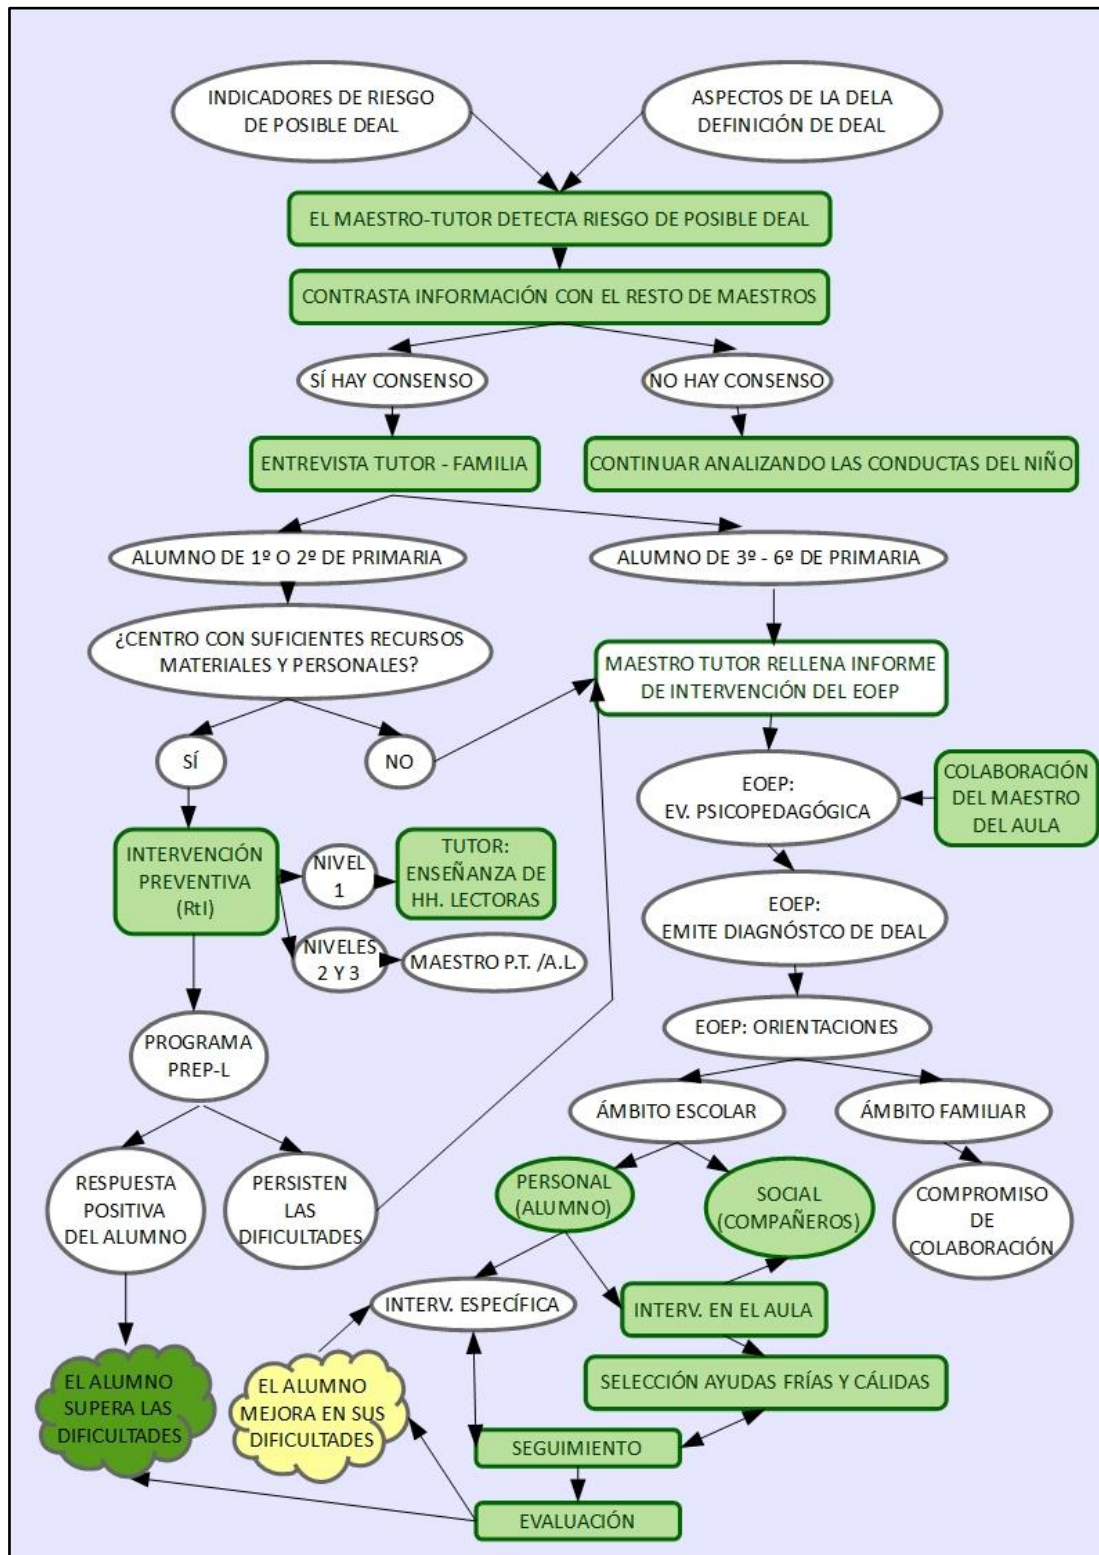 INDICADORES DE RIESGO
DE POSIBLE DEAL
ASPECTOS DE LA DELA
DEFINICIÓN DE DEAL
EL MAESTRO-TUTOR DETECTA RIESGO DE POSIBLE DEAL
CONTRASTA INFORMACIÓN CON EL RESTO DE MAESTROS
SÍ HAY CONSENSO
NO HAY CONSENSO
ENTREVISTA TUTOR - FAMILIA
CONTINUAR ANALIZANDO LAS CONDUCTAS DEL NIÑO
ALUMNO DE 1º O 2º DE PRIMARIA
ALUMNO DE 3º - 6º DE PRIMARIA
¿CENTRO CON SUFICIENTES RECURSOS
MATERIALES Y PERSONALES?
MAESTRO TUTOR RELLENA INFORME
DE INTERVENCIÓN DEL EOEP
SÍ
NO
EOEP:
EV. PSICOPEDAGÓGICA
COLABORACIÓN
DEL MAESTRO
DEL AULA
INTERVENCIÓN
PREVENTIVA
(RtI)
NIVEL
1
TUTOR:
ENSEÑANZA DE
HH. LECTORAS
NIVELES
2 Y 3
MAESTRO P.T. /A.L.
EOEP:
EMITE DIAGNÓSTCO DE DEAL
PROGRAMA
PREP-L
EOEP: ORIENTACIONES
ÁMBITO ESCOLAR
ÁMBITO FAMILIAR
RESPUESTA
POSITIVA
DEL ALUMNO
PERSISTEN
LAS
DIFICULTADES
PERSONAL
(ALUMNO)
SOCIAL
(COMPAÑEROS)
COMPROMISO
DE
COLABORACIÓN
INTERV. ESPECÍFICA
INTERV. EN EL AULA
EL ALUMNO
SUPERA LAS
DIFICULTADES
EL ALUMNO
MEJORA EN SUS
DIFICULTADES
SELECCIÓN AYUDAS FRÍAS Y CÁLIDAS
SEGUIMIENTO
EVALUACIÓN